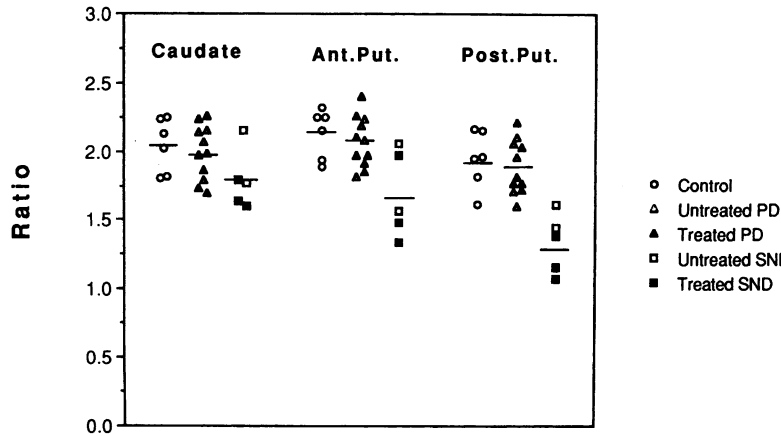 3.0
Caudate Ant.Put. Post.Put.
2.5
2.0
1.5
1.0
0.5
0.0
Ratio
Control
Untreated PD
Treated PD
Untreated SNI
Treated SND